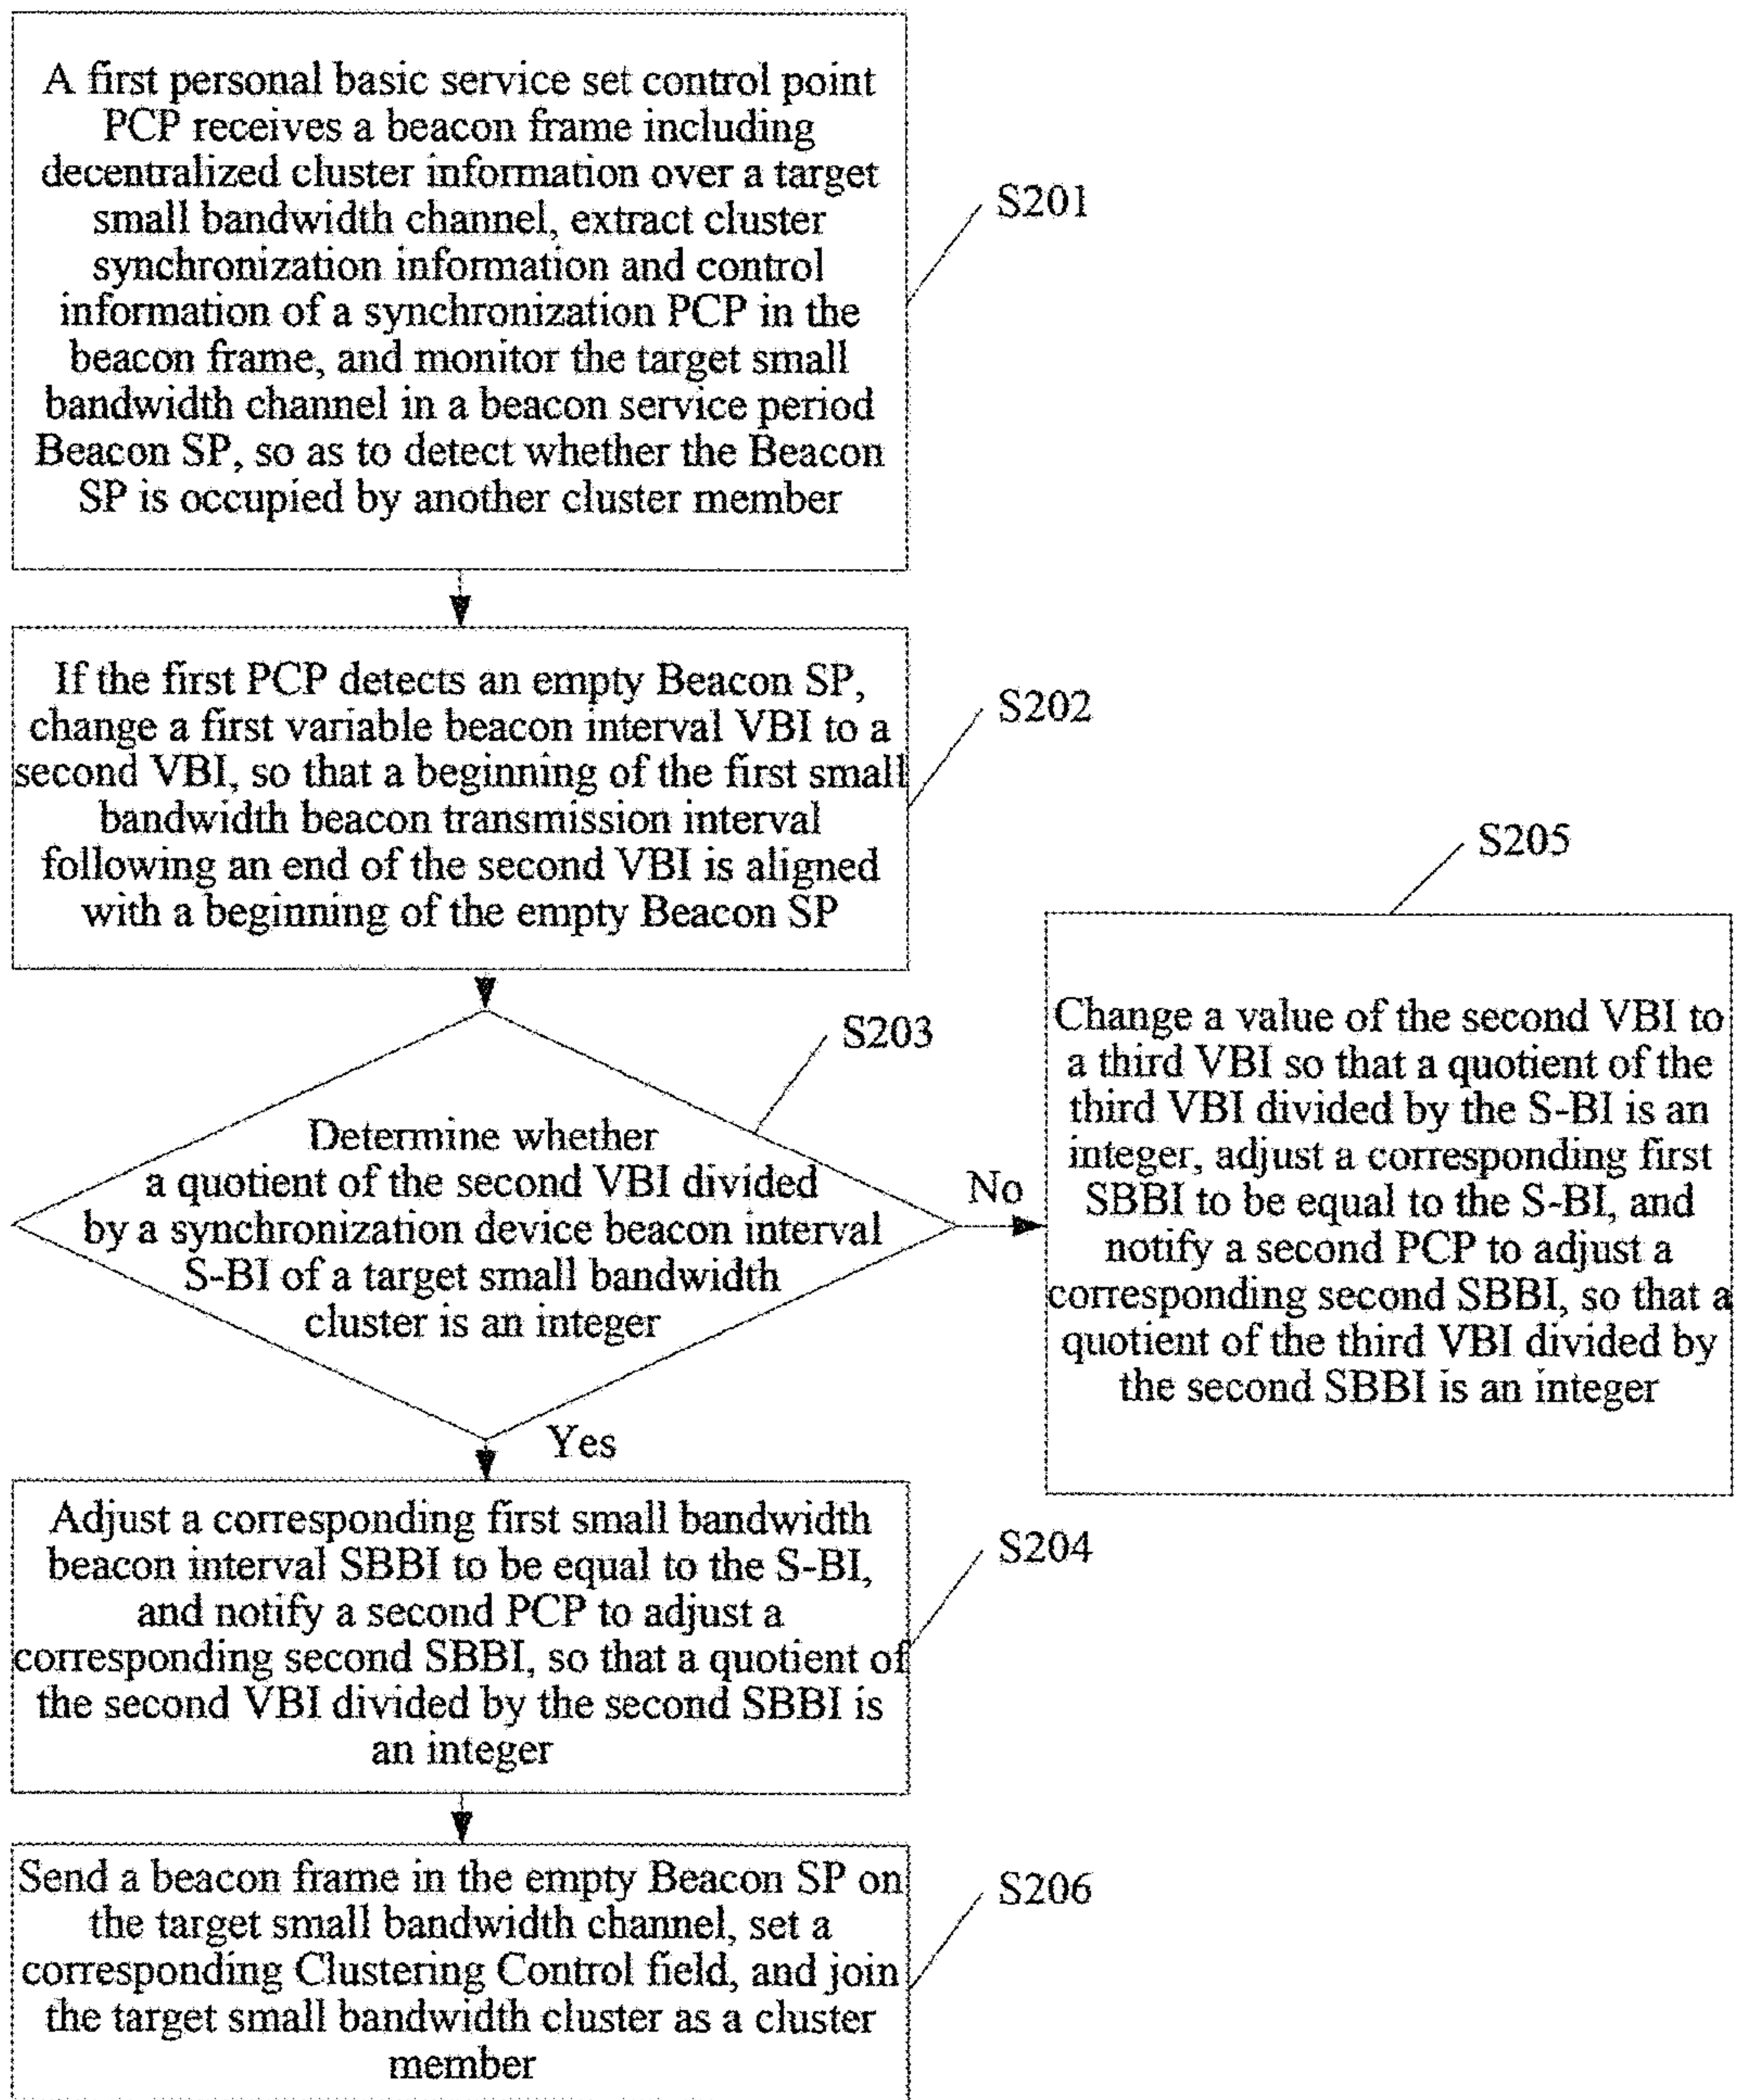 A first personal basic service set control point
PCP receives a beacon frame including
decentralized cluster information over a target
small bandwidth channel, extract cluster
synchronization information and control
information of a synchronization PCP in the
beacon frame, and monitor the target small
bandwidth channel in a beacon service period
Beacon SP, so as to detect whether the Beacon
SP is occupied by another cluster member
S201
If the first PCP detects an empty Beacon SP,
change a first variable beacon interval VBI to a
second VBI, so that a beginning of the first small
bandwidth beacon transmission interval
following an end of the second VBI is aligned
with a beginning of the empty Beacon SP
S202
Determine whether
a quotient of the second VBI divided
by a synchronization device beacon interval
S-BI of a target small bandwidth
cluster is an integer
S203
No
Yes
S205
Change a value of the second VBI to
a third VBI so that a quotient of the
third VBI divided by the S-BI is an
integer, adjust a corresponding first
SBBI to be equal to the S-BI, and
notify a second PCP to adjust a
corresponding second SBBI, so that a
quotient of the third VBI divided by
the second SBBI is an integer
Adjust a corresponding first small bandwidth
beacon interval SBBI to be equal to the S-BI,
and notify a second PCP to adjust a
corresponding second SBBI, so that a quotient of
the second VBI divided by the second SBBI is
an integer
S204
Send a beacon frame in the empty Beacon SP on
the target small bandwidth channel, set a
corresponding Clustering Control field, and join
the target small bandwidth cluster as a cluster
member
S206